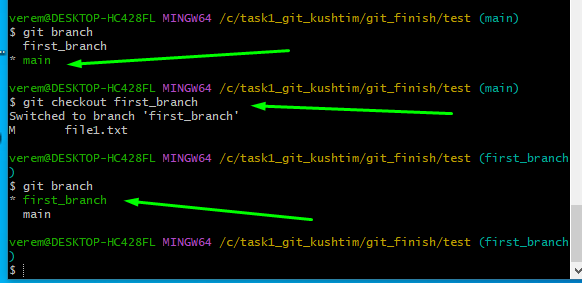 verem@DESKTOP-HC428FL MINGW64 /c/task1_git_kushtim/git_finish/test (main)
$ git branch
  first_branch
* main
verem@DESKTOP-HC428FL MINGW64 /c/task1_git_kushtim/git_finish/test (main)
$ git checkout first_branch
Switched to branch 'first_branch'
M       file1.txt
verem@DESKTOP-HC428FL MINGW64 /c/task1_git_kushtim/git_finish/test (first_branch
)
$ git branch
* first_branch
  main
verem@DESKTOP-HC428FL MINGW64 /c/task1_git_kushtim/git_finish/test (first_branch
)
$